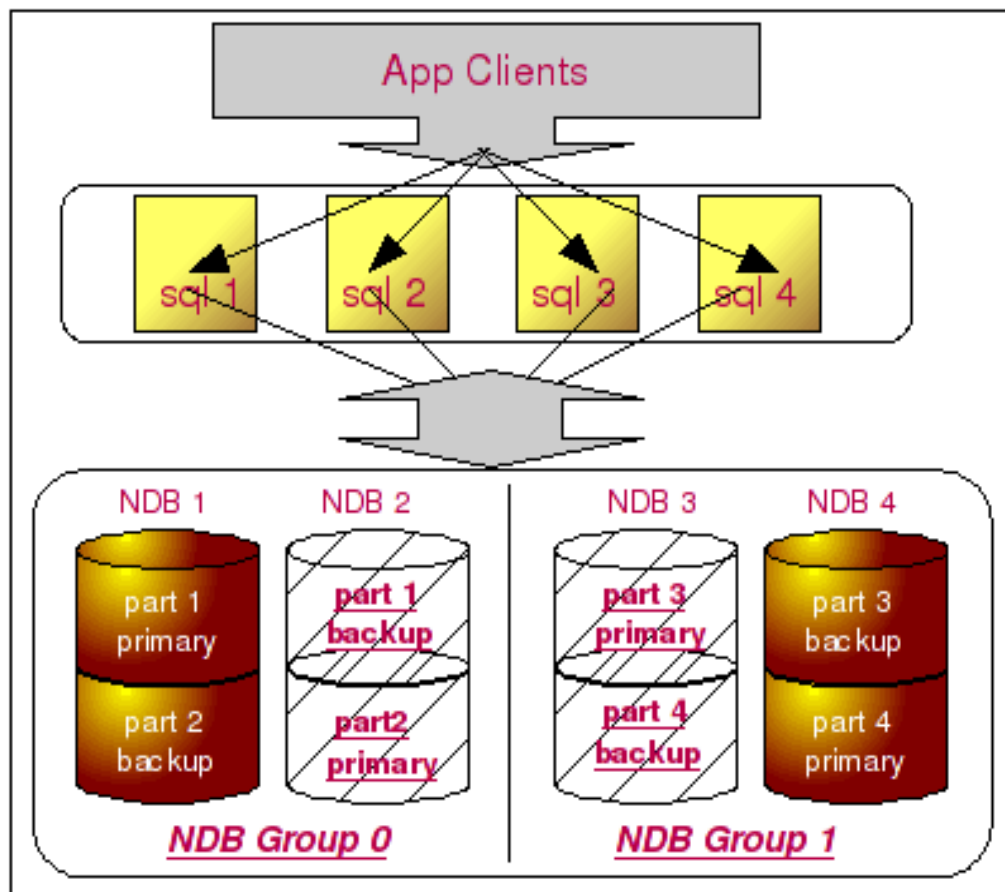 App Clients
sql 1
sql 2
sql 3
sql 4
NDB 1
NDB 2
NDB 3
NDB 4
part 1
primary
part 2
backup
part 1
backup
part2
primary
part 3
primary
part 4
backup
part 3
backup
part 4
primary
NDB Group 0
NDB Group 1